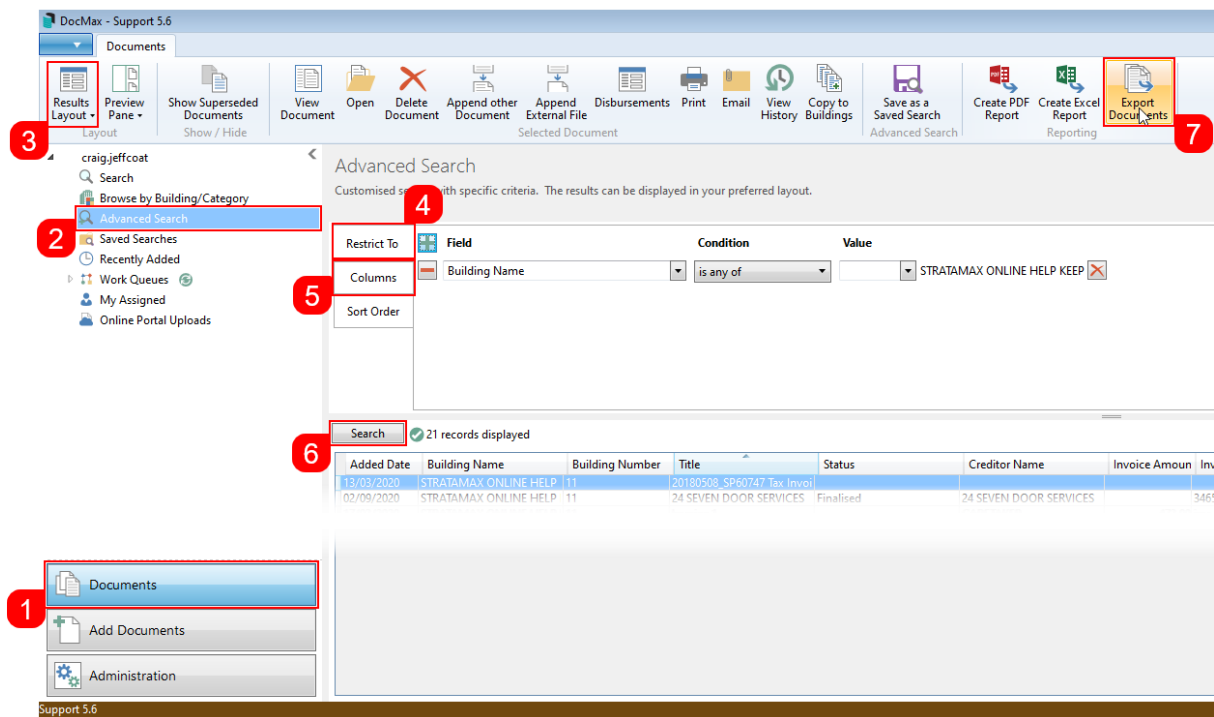 DocMax - Support 5.6
Documents
Results Layout
Preview Pane
Show Superseded Documents
View Document
Open
Delete Document
Append other Document
Append External File
Disbursements
Print
Email
View History
Copy to Buildings
Save as a Saved Search
Create PDF Report
Create Excel Report
Export Documents
Layout
Show / Hide
Selected Document
Advanced Search
Reporting
3
7
craig.jeffcoat
Search
Browse by Building/Category
Advanced Search
2
Saved Searches
Recently Added
Work Queues
My Assigned
Online Portal Uploads
Advanced Search
Customised with specific criteria. The results can be displayed in your preferred layout.
4
Restrict To
Field
Condition
Value
Columns
5
Building Name
is any of
STRATAMAX ONLINE HELP KEEP
Sort Order
Search
21 records displayed
6
Added Date Building Name Building Number Title Status Creditor Name Invoice Amoun Inv
13/03/2020 STRATAMAX ONLINE HELP 11 20180508_SP60747 Tax Invoi
02/09/2020 STRATAMAX ONLINE HELP 11 24 SEVEN DOOR SERVICES Finalised 24 SEVEN DOOR SERVICES 3465
Documents
1
Add Documents
Administration
Support 5.6